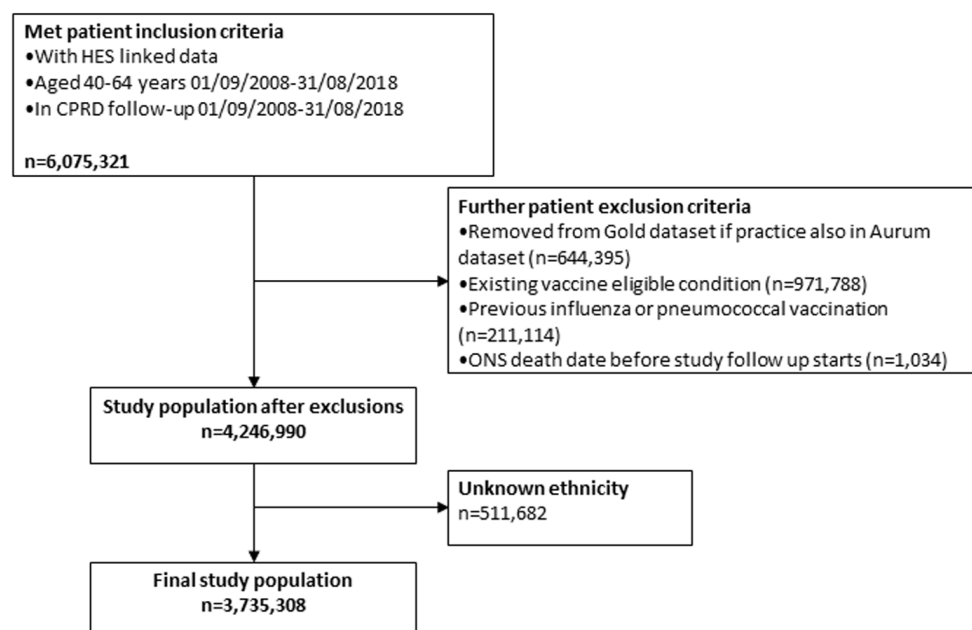 Met patient inclusion criteria
•With HES linked data
•Aged 40-64 years 01/09/2008-31/08/2018
•In CPRD follow-up 01/09/2008-31/08/2018
n=6,075,321
Further patient exclusion criteria
•Removed from Gold dataset if practice also in Aurum
dataset (n=644,395)
•Existing vaccine eligible condition (n=971,788)
•Previous influenza or pneumococcal vaccination
(n=211,114)
•ONS death date before study follow up starts (n=1,034)
Study population after exclusions
n=4,246,990
Unknown ethnicity
n=511,682
Final study population
n=3,735,308